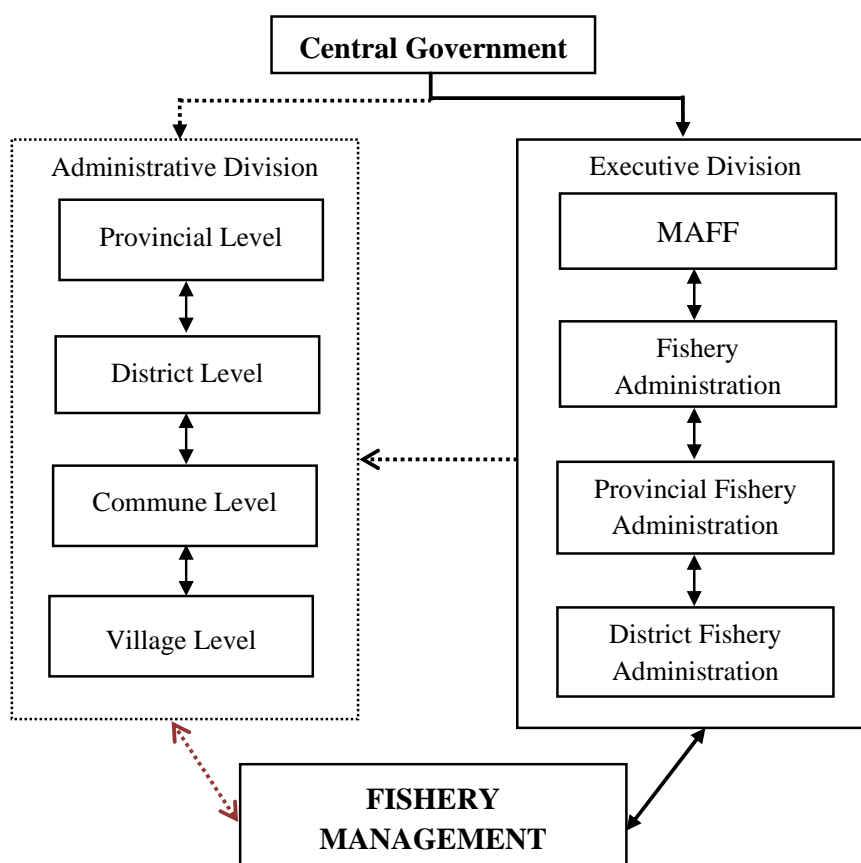 Central Government
Administrative Division
Provincial Level
District Level
Commune Level
Village Level
Executive Division
MAFF
Fishery
Administration
Provincial Fishery
Administration
District Fishery
Administration
FISHERY
MANAGEMENT